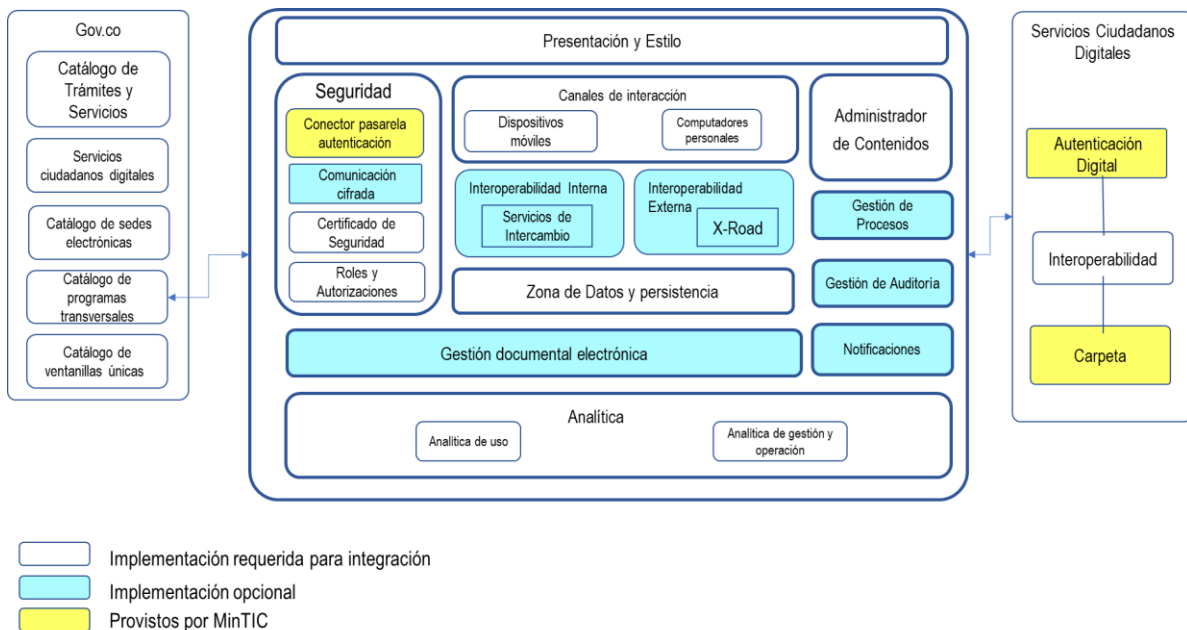 Gov.co
Catálogo de
Trámites y
Servicios
Servicios
ciudadanos digitales
Catálogo de sedes
electrónicas
Catálogo de
programas
transversales
Catálogo de
ventanillas únicas
Presentación y Estilo
Seguridad
Conector pasarela
autenticación
Comunicación
cifrada
Certificado de
Seguridad
Roles y
Autorizaciones
Canales de interacción
Dispositivos
móviles
Computadores
personales
Interoperabilidad Interna
Servicios de
Intercambio
Interoperabilidad
Externa
X-Road
Zona de Datos y persistencia
Administrador
de Contenidos
Gestión de
Procesos
Gestión de Auditoría
Gestión documental electrónica
Notificaciones
Analítica
Analítica de uso
Analítica de gestión y
operación
Servicios Ciudadanos
Digitales
Autenticación
Digital
Interoperabilidad
Carpeta
Implementación requerida para integración
Implementación opcional
Provistos por MinTIC